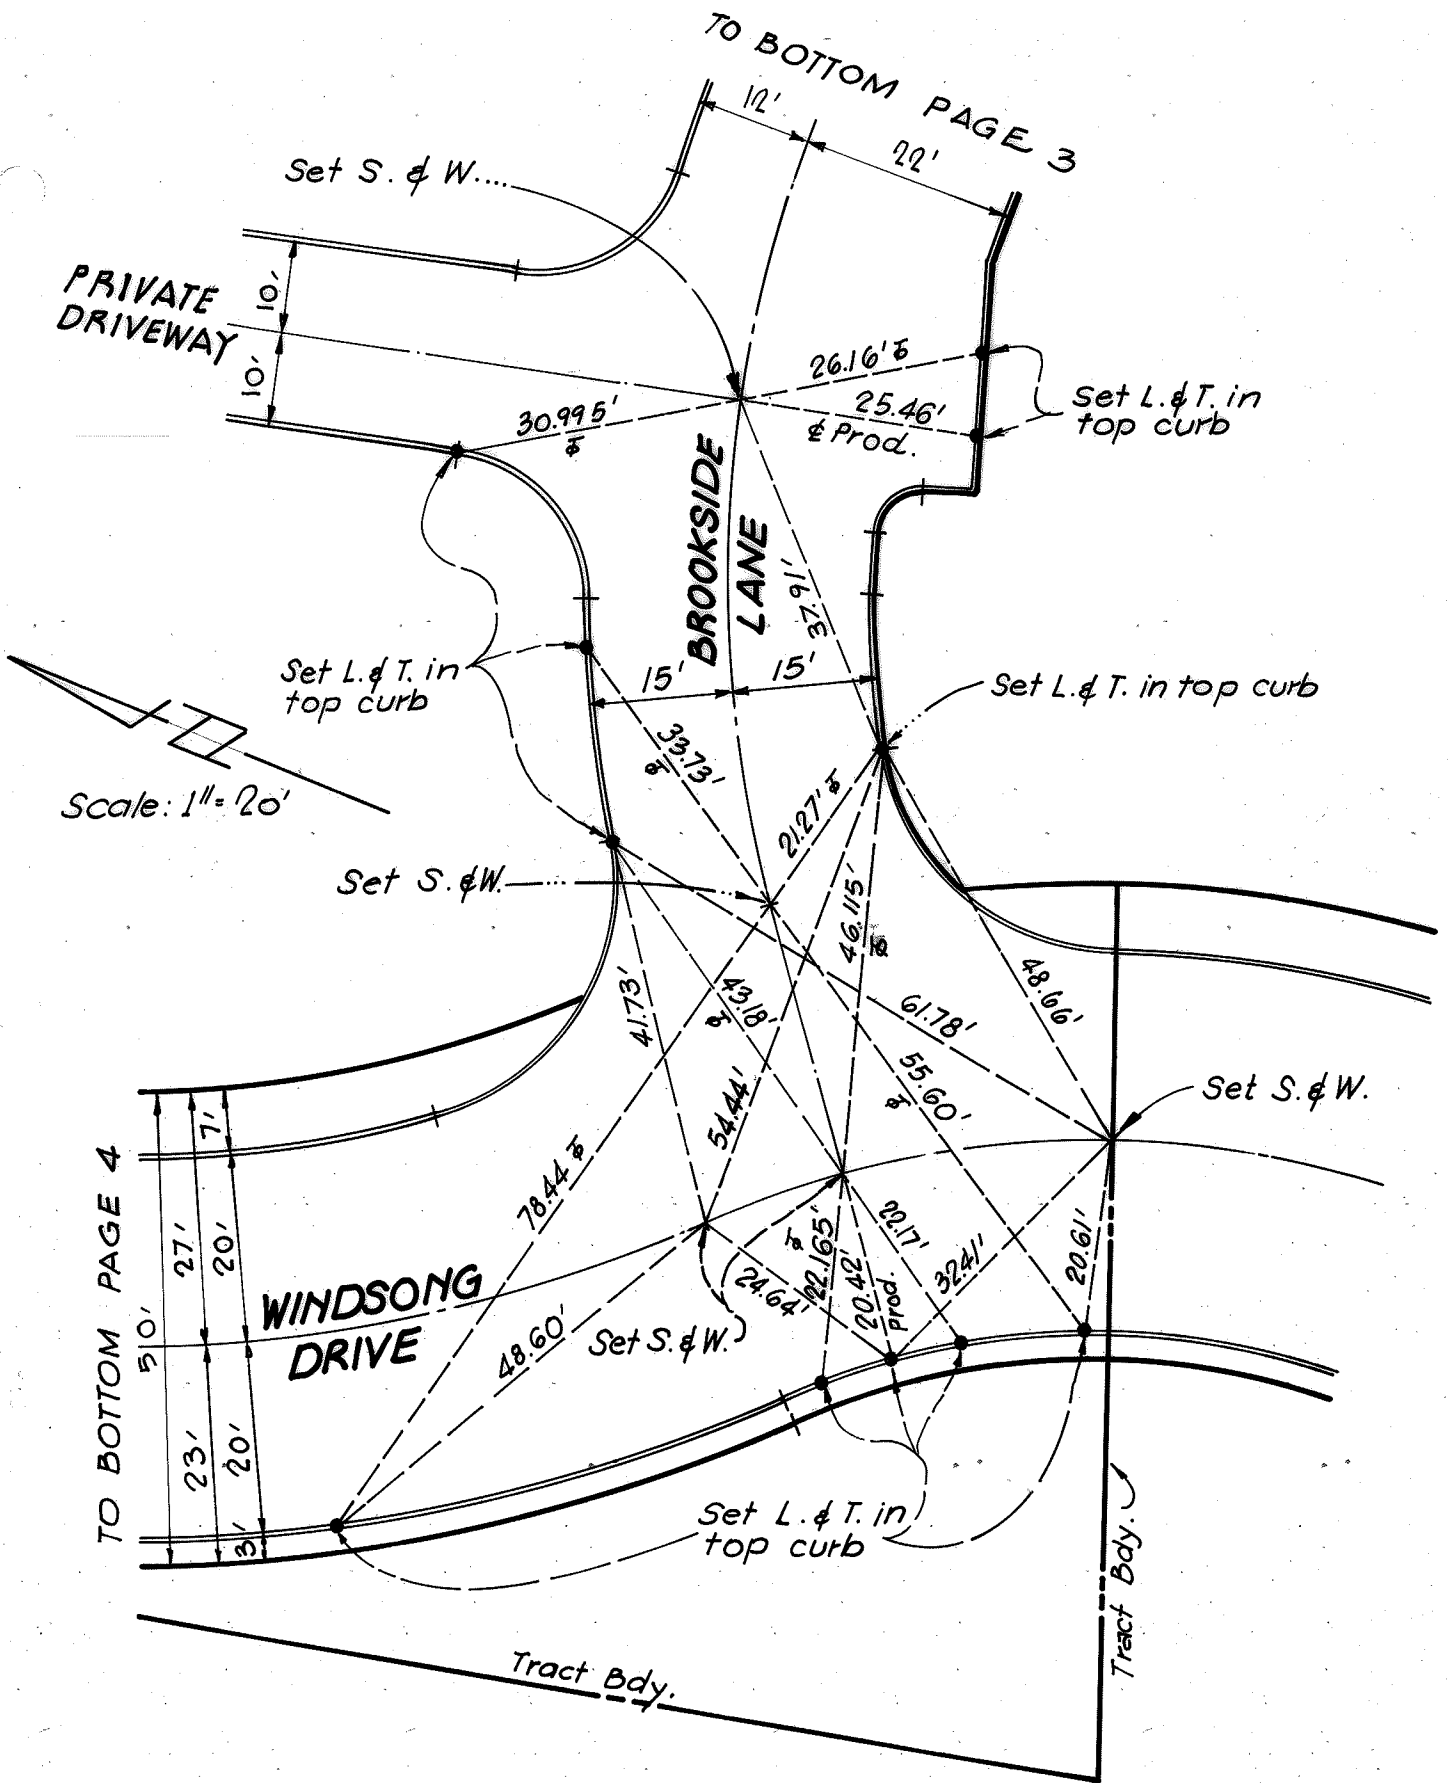 TO BOTTOM PAGE 3
12'
22'
Set S. & W.
PRIVATE
DRIVEWAY
10'
10'
26.16'
30.995'
25.46'
℄ Prod.
Set L. & T. in
top curb
BROOKSIDE
LANE
37.91'
Set L. & T. in
top curb
15'
15'
Set L. & T. in top curb
33.73'
21.27'
Scale: 1"= 20'
Set S. & W.
46.115'
41.73'
43.18'
61.78'
48.66'
54.44'
55.60'
Set S. & W.
TO BOTTOM PAGE 4
50'
27'
7'
20'
23'
20'
3'
78.44
WINDSONG
DRIVE
48.60'
Set S. & W.
24.64'
22.165'
20.42'
Prod.
22.17'
32.41'
20.61'
Set L. & T. in
top curb
Tract Bdy.
Tract Bdy.